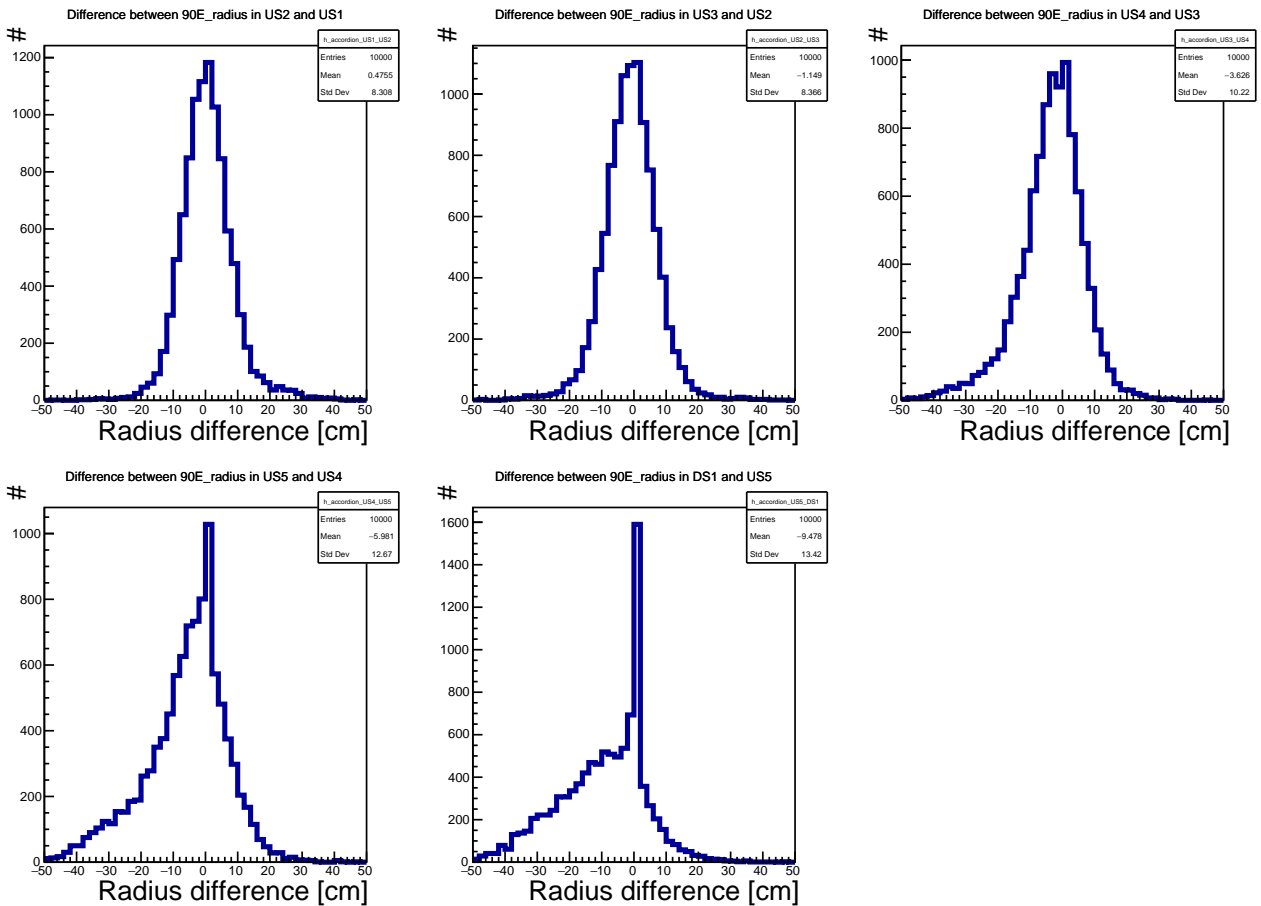 Difference between 90E_radius in US2 and US1
#
h_accordion_US1_US2
Entries 10000
Mean 0.4755
Std Dev 8.308
1200
1000
800
600
400
200
0
−50 −40 −30 −20 −10 0 10 20 30 40 50
Radius difference [cm]
Difference between 90E_radius in US3 and US2
#
h_accordion_US2_US3
Entries 10000
Mean −1.149
Std Dev 8.366
1000
800
600
400
200
0
−50 −40 −30 −20 −10 0 10 20 30 40 50
Radius difference [cm]
Difference between 90E_radius in US4 and US3
#
h_accordion_US3_US4
Entries 10000
Mean −3.626
Std Dev 10.22
1000
800
600
400
200
0
−50 −40 −30 −20 −10 0 10 20 30 40 50
Radius difference [cm]
Difference between 90E_radius in US5 and US4
#
h_accordion_US4_US5
Entries 10000
Mean −5.981
Std Dev 12.67
1000
800
600
400
200
0
−50 −40 −30 −20 −10 0 10 20 30 40 50
Radius difference [cm]
Difference between 90E_radius in DS1 and US5
#
h_accordion_US5_DS1
Entries 10000
Mean −9.478
Std Dev 13.42
1600
1400
1200
1000
800
600
400
200
0
−50 −40 −30 −20 −10 0 10 20 30 40 50
Radius difference [cm]